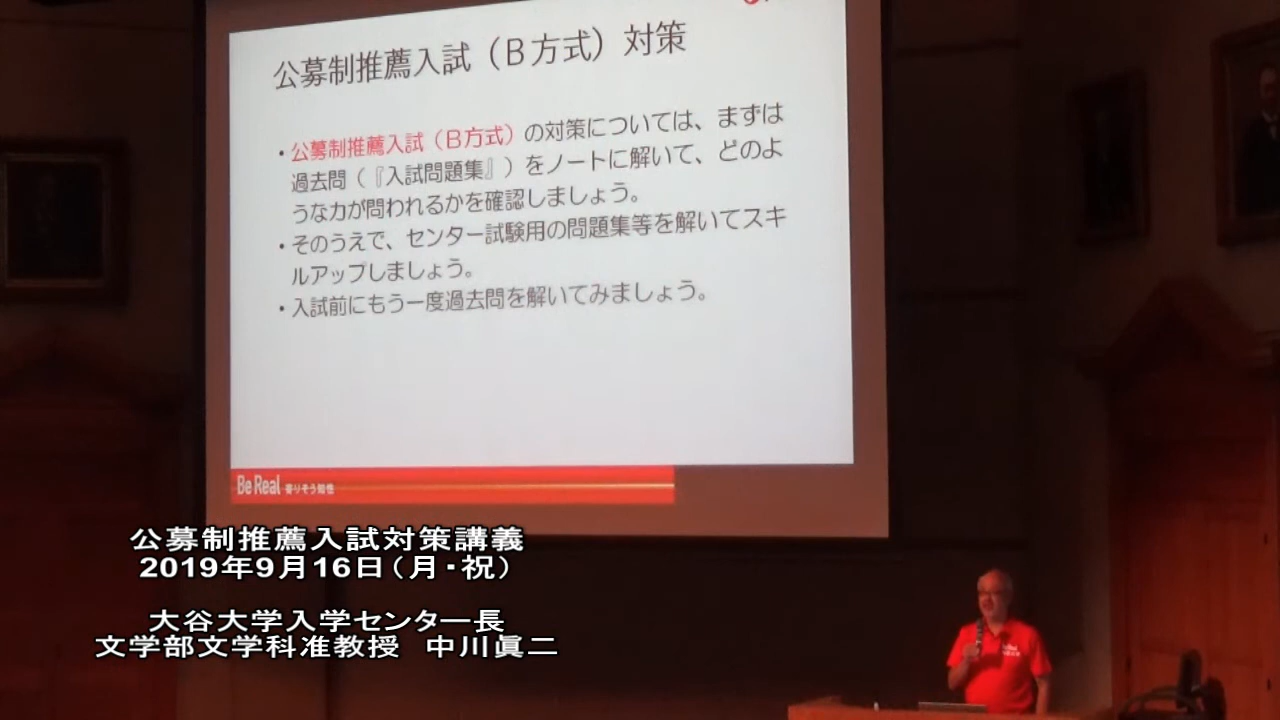 公募制推薦入試（B方式）対策
・公募制推薦入試（B方式）の対策については、まずは
過去問（『入試問題集』）をノートに解いて、どのよ
うな力が問われるかを確認しましょう。
・そのうえで、センター試験用の問題集等を解いてスキ
ルアップしましょう。
・入試前にもう一度過去問を解いてみましょう。
Be Real 寄りそう知性
公募制推薦入試対策講義
2019年9月16日（月・祝）
大谷大学入学センター長
文学部文学科准教授　中川眞二